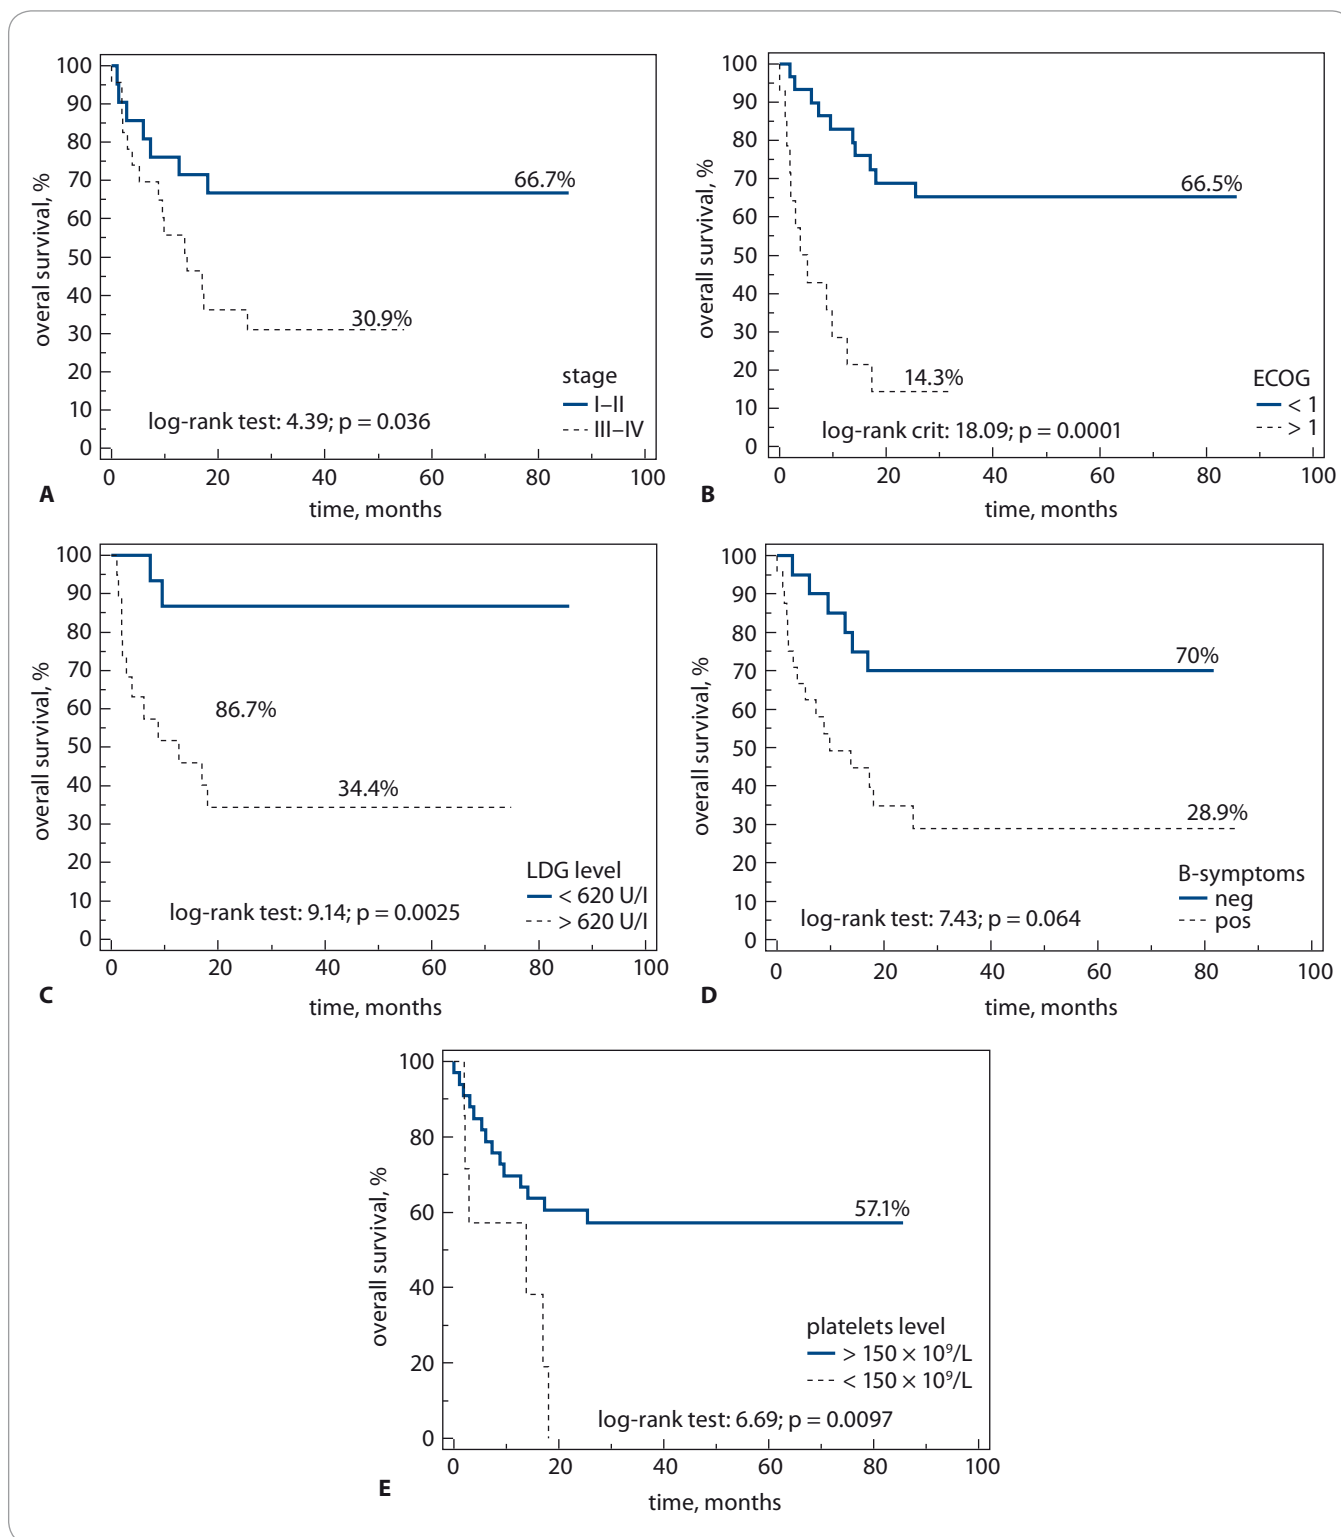 100
90
80
70
60
50
40
30
20
10
0
overal survival, %
66.7%
30.9%
stage
I–II
III–IV
log-rank test: 4.39; p = 0.036
0 20 40 60 80 100
time, months
A
100
90
80
70
60
50
40
30
20
10
0
overall survival, %
66.5%
14.3%
ECOG
< 1
> 1
log-rank crit: 18.09; p = 0.0001
0 20 40 60 80 100
time, months
B
100
90
80
70
60
50
40
30
20
10
0
overall survival, %
86.7%
34.4%
LDG level
< 620 U/l
> 620 U/l
log-rank test: 9.14; p = 0.0025
0 20 40 60 80 100
time, months
C
100
90
80
70
60
50
40
30
20
10
0
overall survival, %
70%
28.9%
B-symptoms
neg
pos
log-rank test: 7.43; p = 0.064
0 20 40 60 80 100
time, months
D
100
80
60
40
20
0
overall survival, %
57.1%
platelets level
> 150 × 10⁹/L
< 150 × 10⁹/L
log-rank test: 6.69; p = 0.0097
0 20 40 60 80 100
time, months
E